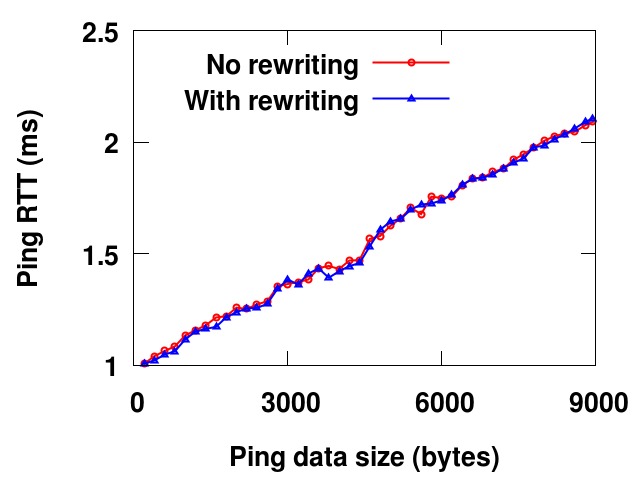 2.5
No rewriting
With rewriting
2
Ping RTT (ms)
1.5
1
0 3000 6000 9000
Ping data size (bytes)